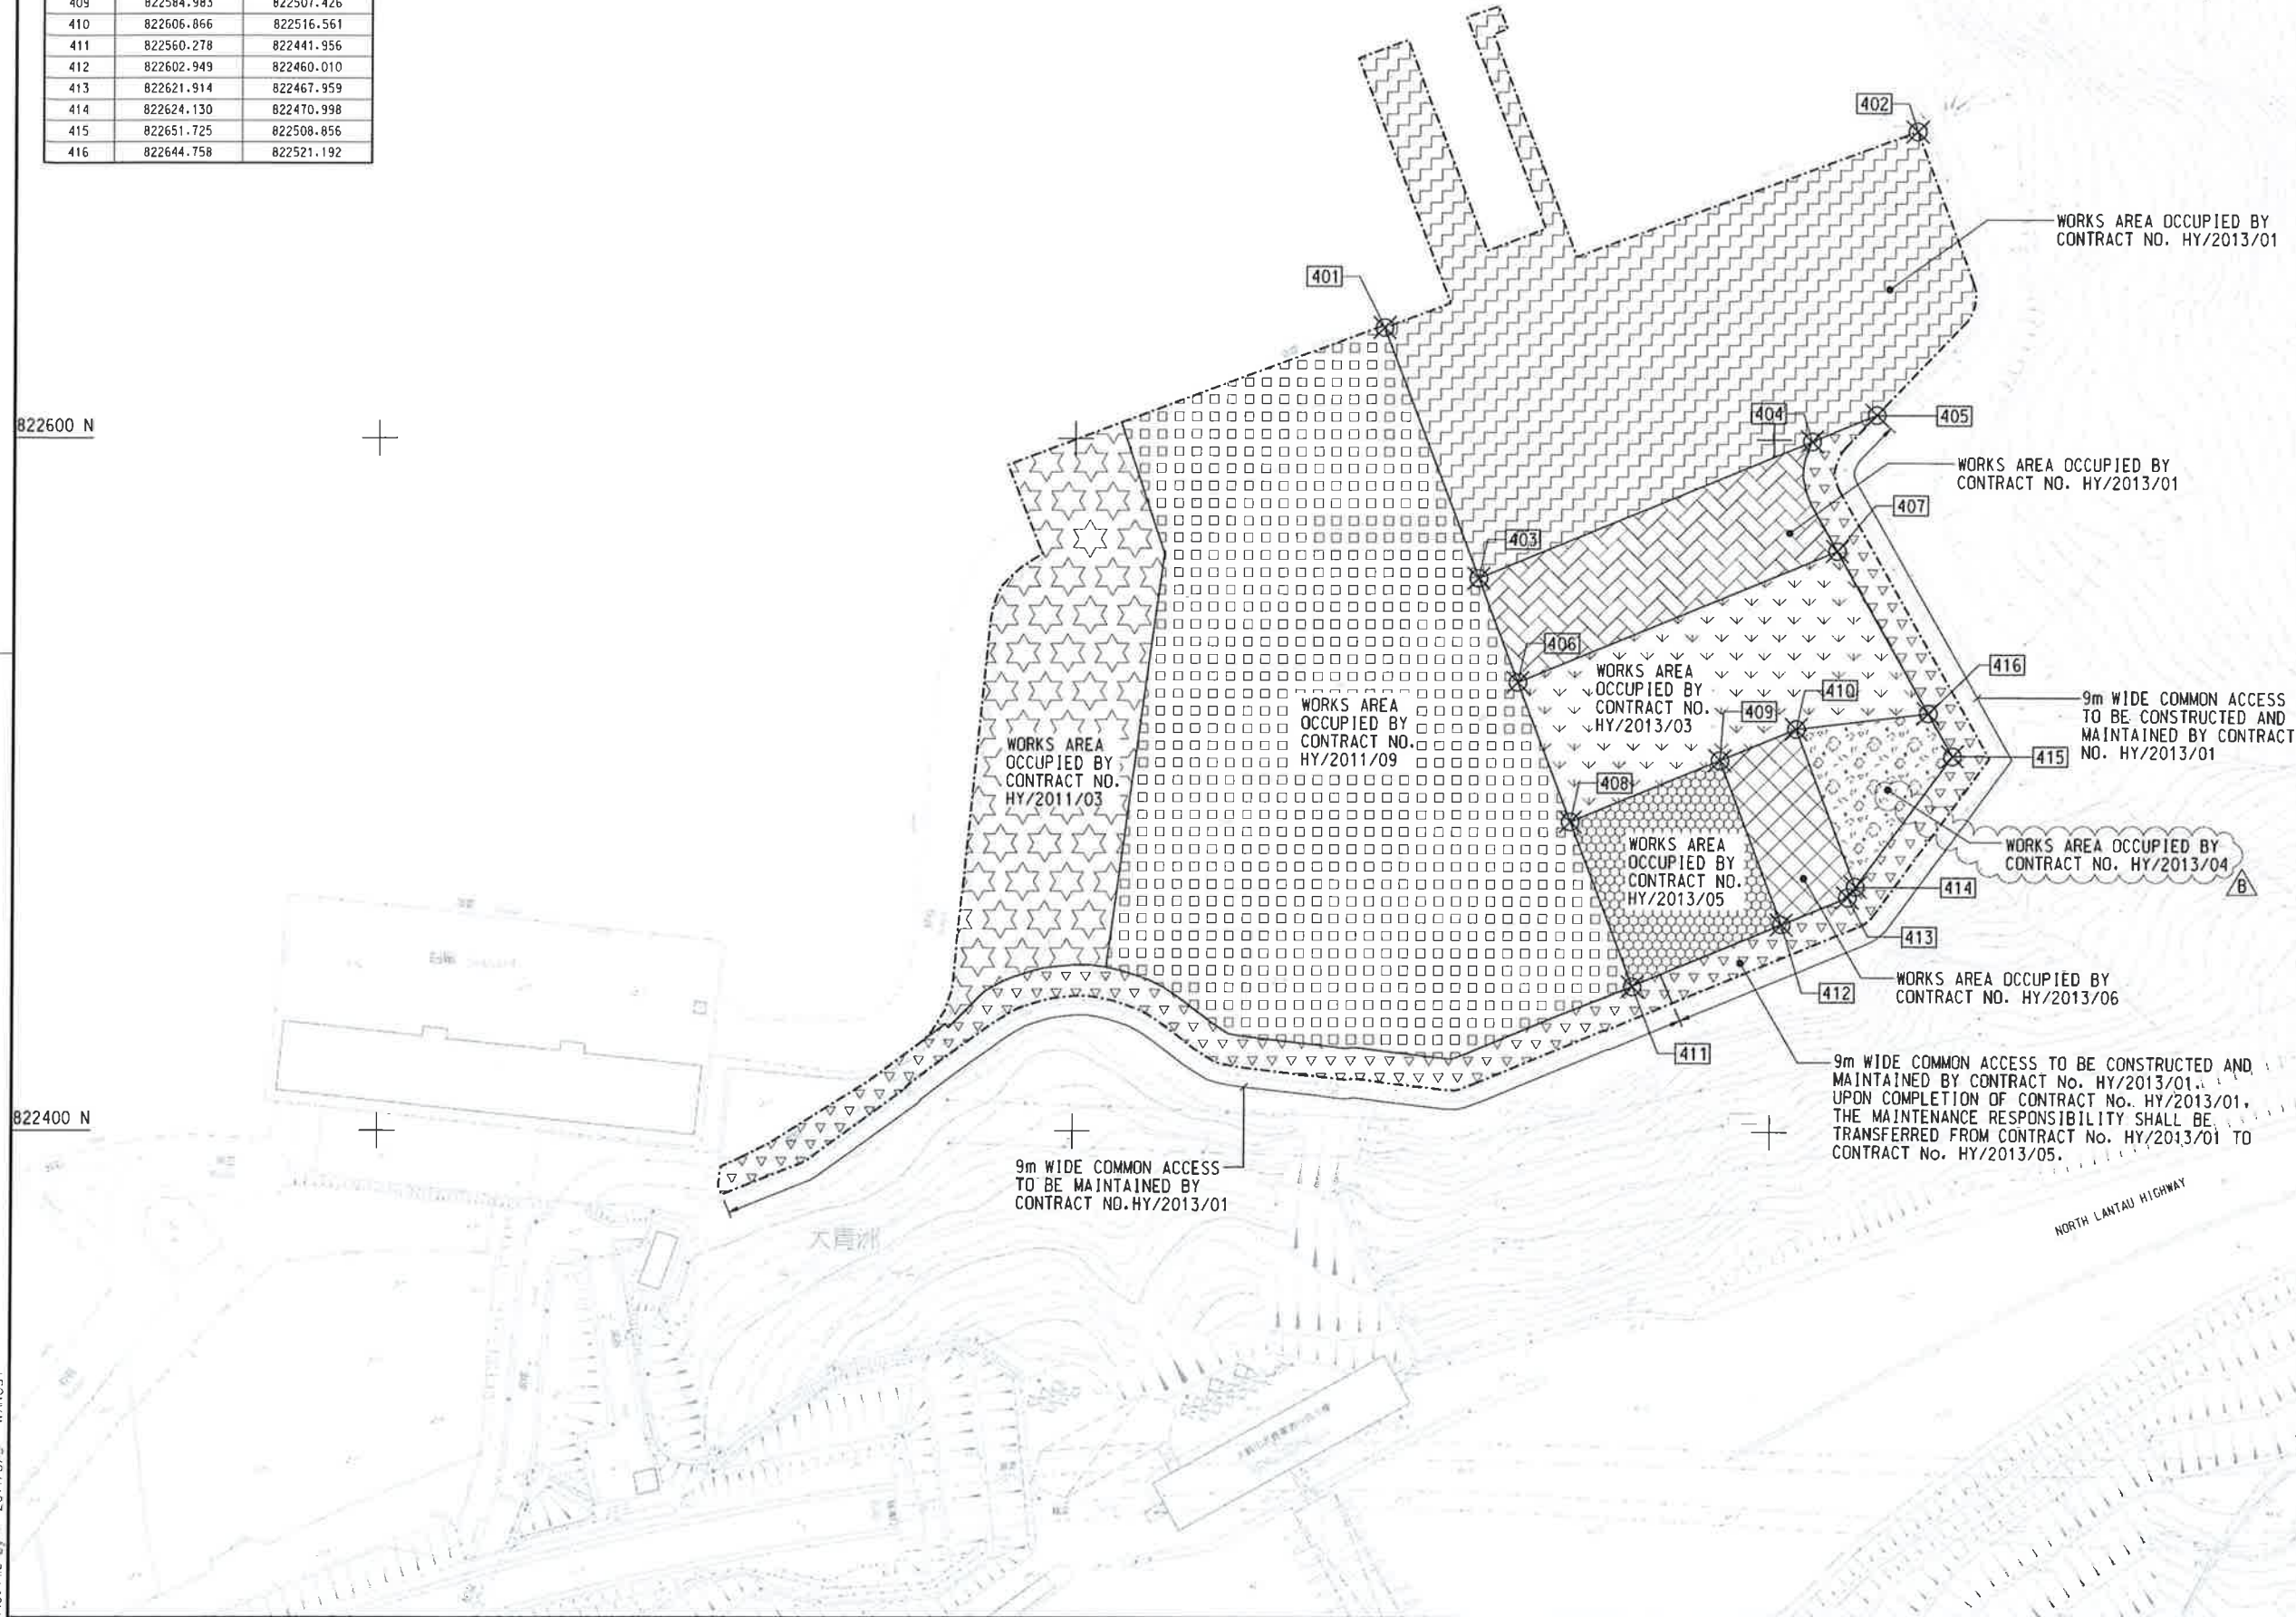 409 822584.983 822507.426
410 822606.866 822516.561
411 822560.278 822441.956
412 822602.949 822460.010
413 822621.914 822467.959
414 822624.130 822470.998
415 822651.725 822508.856
416 822644.758 822521.192
402
WORKS AREA OCCUPIED BY
CONTRACT NO. HY/2013/01
401
822600 N
404
405
WORKS AREA OCCUPIED BY
CONTRACT NO. HY/2013/01
407
403
406
416
WORKS AREA
OCCUPIED BY
CONTRACT NO.
HY/2013/03
410
409
9m WIDE COMMON ACCESS
TO BE CONSTRUCTED AND
MAINTAINED BY CONTRACT
NO. HY/2013/01
WORKS AREA
OCCUPIED BY
CONTRACT NO.
HY/2011/09
WORKS AREA
OCCUPIED BY
CONTRACT NO.
HY/2011/03
415
408
WORKS AREA
OCCUPIED BY
CONTRACT NO.
HY/2013/05
WORKS AREA OCCUPIED BY
CONTRACT NO. HY/2013/04
B
414
413
WORKS AREA OCCUPIED BY
CONTRACT NO. HY/2013/06
412
411
9m WIDE COMMON ACCESS TO BE CONSTRUCTED AND
MAINTAINED BY CONTRACT No. HY/2013/01.
UPON COMPLETION OF CONTRACT No. HY/2013/01,
THE MAINTENANCE RESPONSIBILITY SHALL BE
TRANSFERRED FROM CONTRACT No. HY/2013/01 TO
CONTRACT No. HY/2013/05.
822400 N
9m WIDE COMMON ACCESS
TO BE MAINTAINED BY
CONTRACT NO.HY/2013/01
NORTH LANTAU HIGHWAY
大青洲